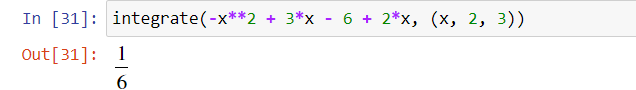 In [31]: integrate(-x**2 + 3*x - 6 + 2*x, (x, 2, 3))
Out[31]: 1
6